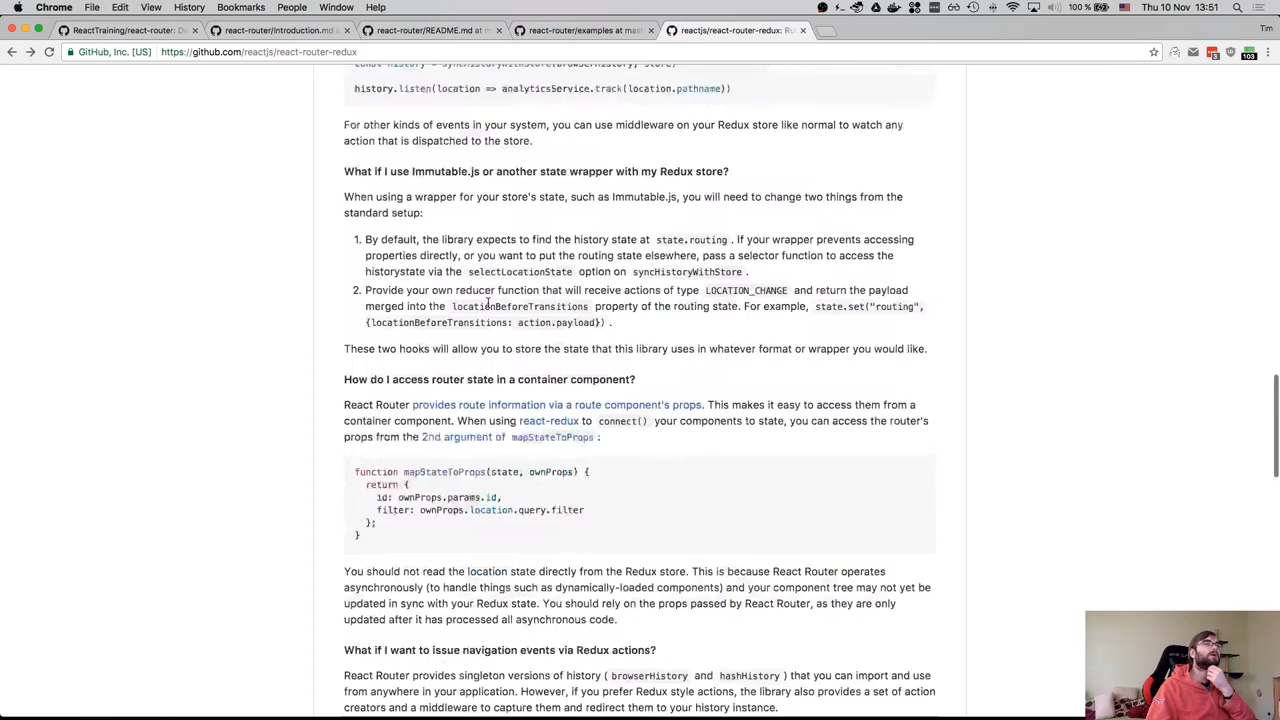 Chrome File Edit View History Bookmarks People Window Help 100 % Thu 10 Nov 13:51
ReactTraining/react-router: De × react-router/Introduction.md a × react-router/README.md at m × react-router/examples at mas × reactjs/react-router-redux: Ru × Tim
GitHub, Inc. [US] https://github.com/reactjs/react-router-redux 3 103
const history = syncHistoryWithStore(browserHistory, store)
history.listen(location => analyticsService.track(location.pathname))
For other kinds of events in your system, you can use middleware on your Redux store like normal to watch any
action that is dispatched to the store.
What if I use Immutable.js or another state wrapper with my Redux store?
When using a wrapper for your store's state, such as Immutable.js, you will need to change two things from the
standard setup:
1. By default, the library expects to find the history state at state.routing . If your wrapper prevents accessing
properties directly, or you want to put the routing state elsewhere, pass a selector function to access the
historystate via the selectLocationState option on syncHistoryWithStore .
2. Provide your own reducer function that will receive actions of type LOCATION_CHANGE and return the payload
merged into the locationBeforeTransitions property of the routing state. For example, state.set("routing",
{locationBeforeTransitions: action.payload}) .
These two hooks will allow you to store the state that this library uses in whatever format or wrapper you would like.
How do I access router state in a container component?
React Router provides route information via a route component's props. This makes it easy to access them from a
container component. When using react-redux to connect() your components to state, you can access the router's
props from the 2nd argument of mapStateToProps :
function mapStateToProps(state, ownProps) {
return {
id: ownProps.params.id,
filter: ownProps.location.query.filter
};
}
You should not read the location state directly from the Redux store. This is because React Router operates
asynchronously (to handle things such as dynamically-loaded components) and your component tree may not yet be
updated in sync with your Redux state. You should rely on the props passed by React Router, as they are only
updated after it has processed all asynchronous code.
What if I want to issue navigation events via Redux actions?
React Router provides singleton versions of history ( browserHistory and hashHistory ) that you can import and use
from anywhere in your application. However, if you prefer Redux style actions, the library also provides a set of action
creators and a middleware to capture them and redirect them to your history instance.